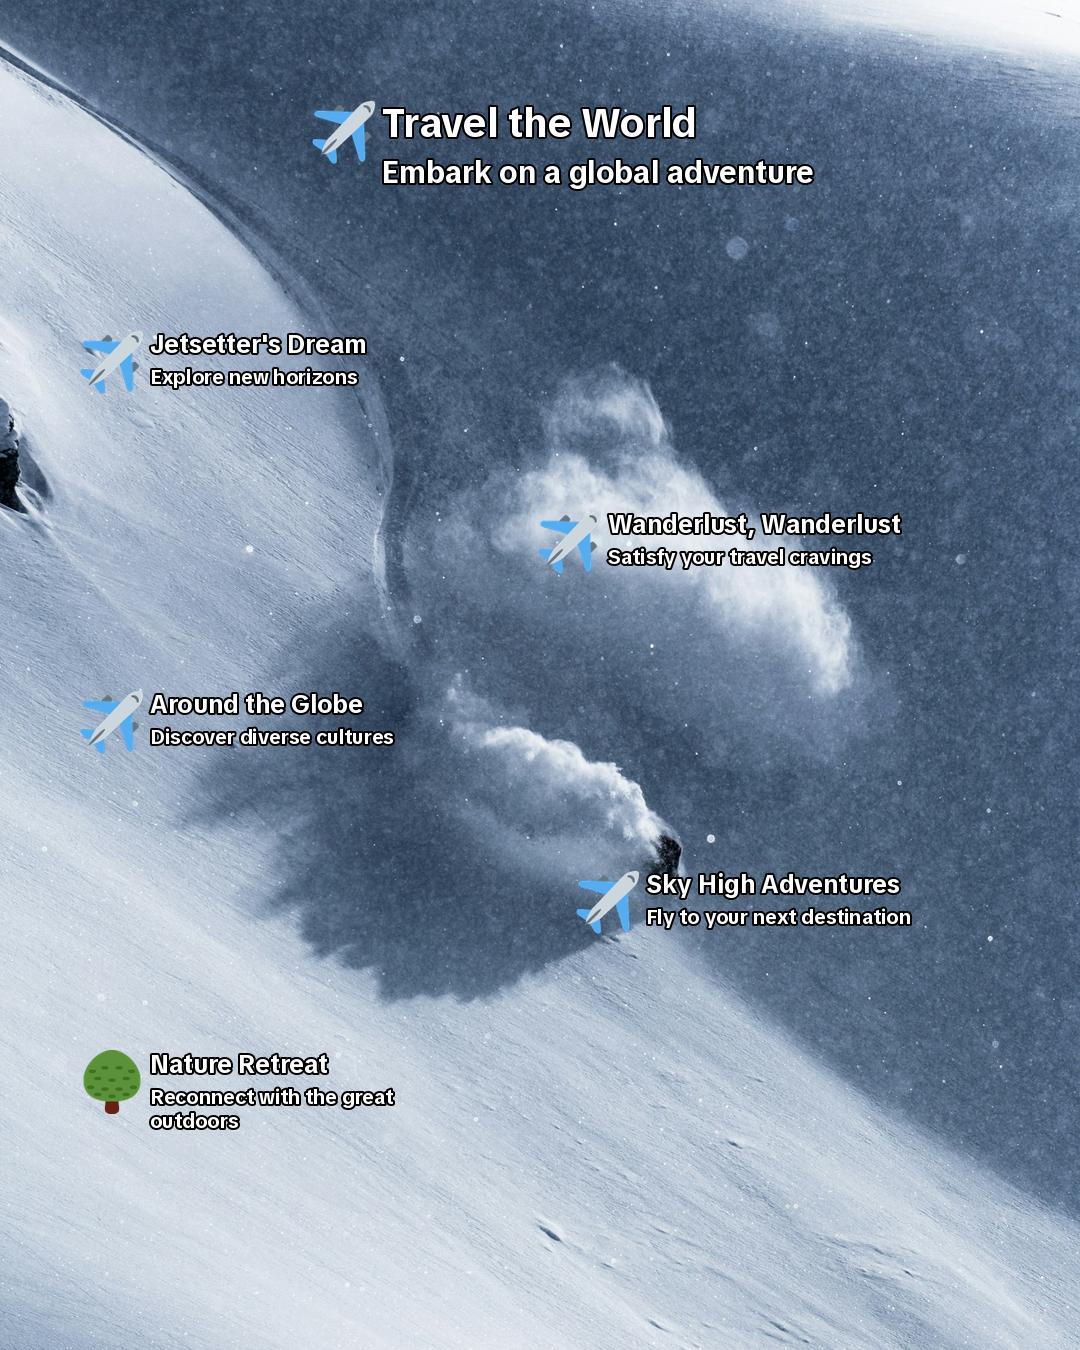 Travel the World
Embark on a global adventure
Jetsetter's Dream
Explore new horizons
Wanderlust, Wanderlust
Satisfy your travel cravings
Around the Globe
Discover diverse cultures
Sky High Adventures
Fly to your next destination
Nature Retreat
Reconnect with the great
outdoors